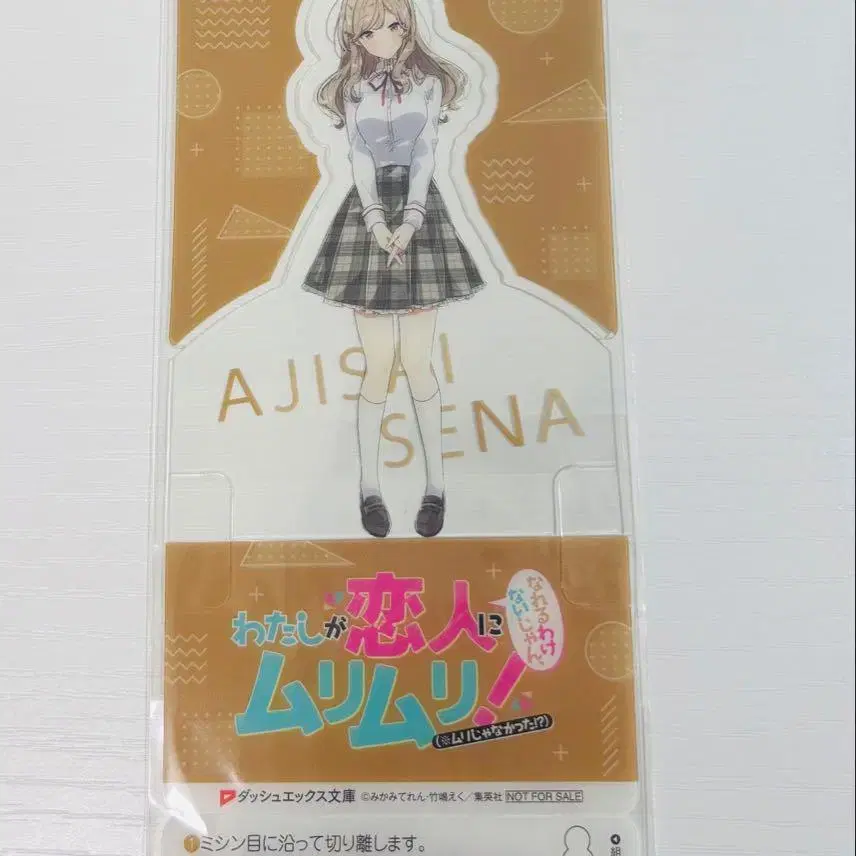 AJISAI
SENA
わたしが恋人に
なれるわけ
ないじゃん、
ムリムリ!
(※ムリじゃなかった!?)
ダッシュエックス文庫 ©みかみてれん・竹嶋えく/集英社 NOT FOR SALE
1 ミシン目に沿って切り離します。
組